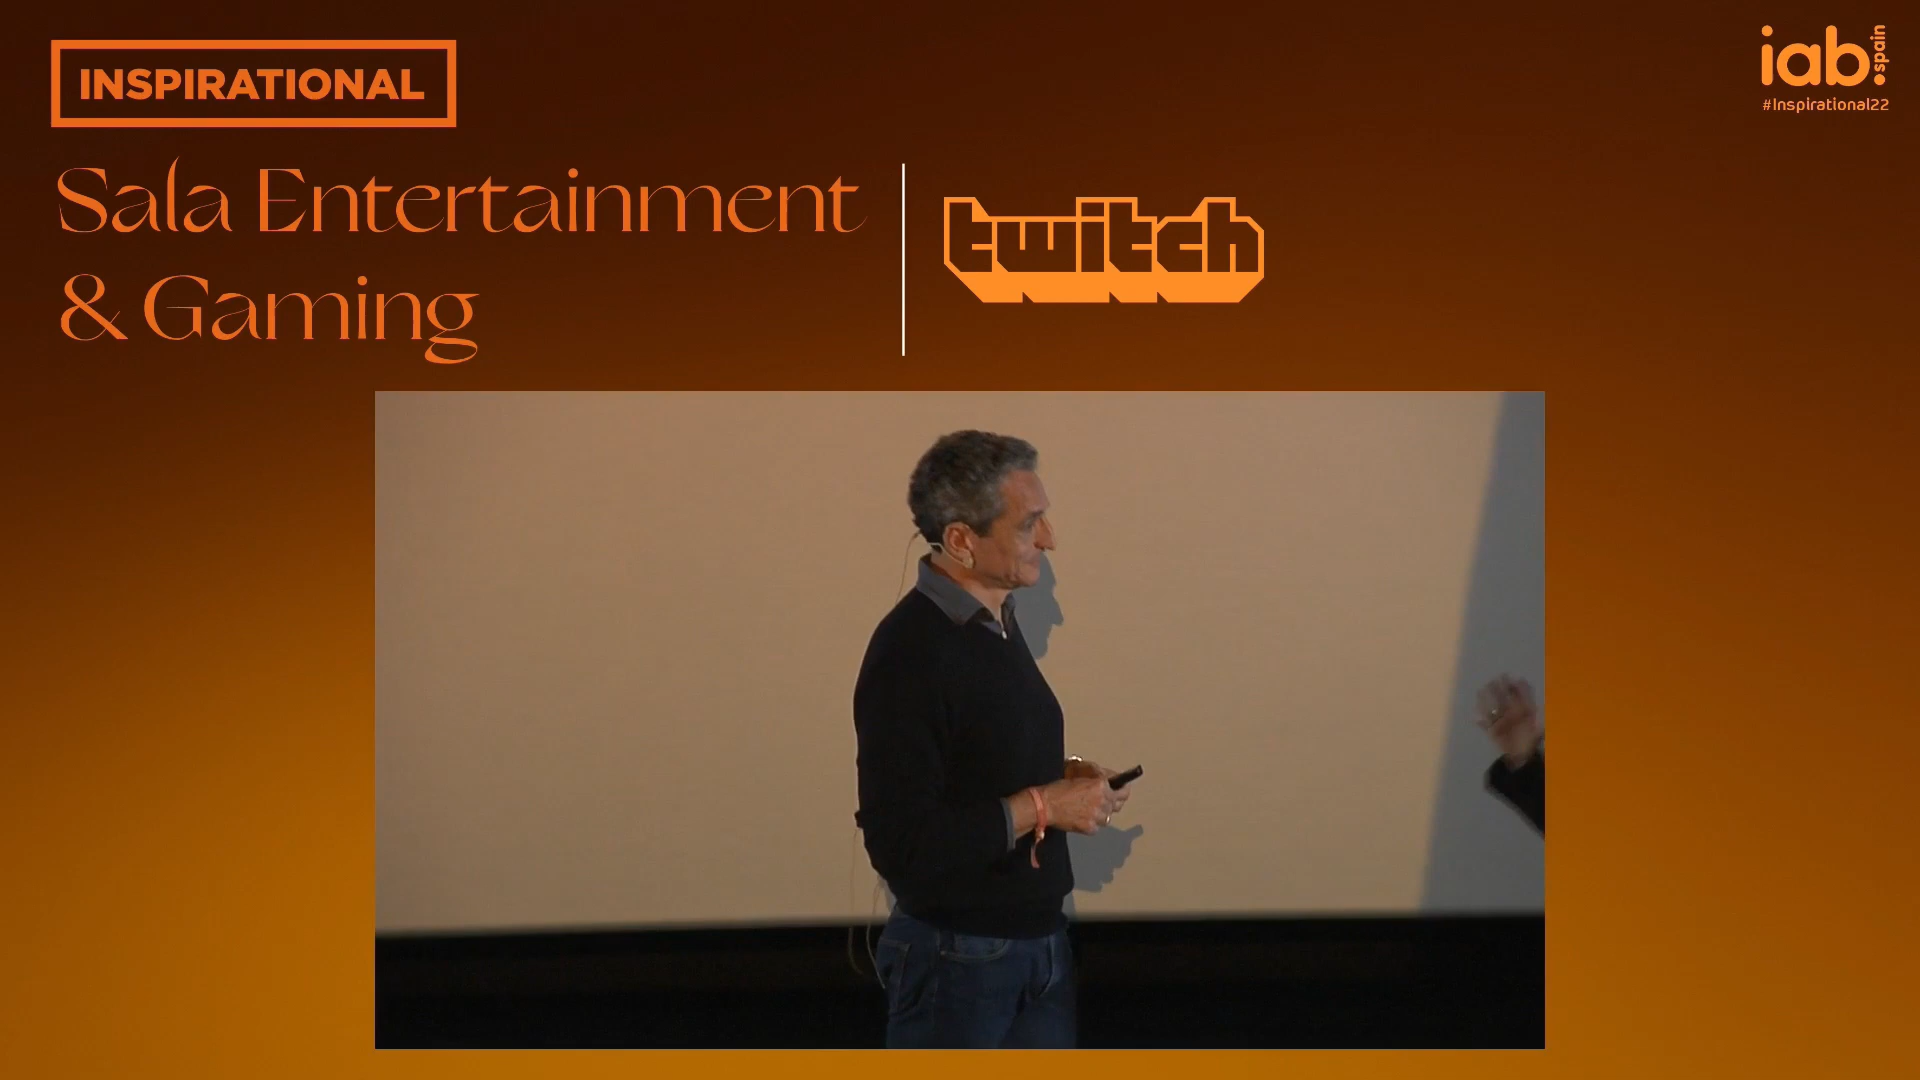 INSPIRATIONAL
Sala Entertainment
& Gaming
twitch
iab.spain
#Inspirational22